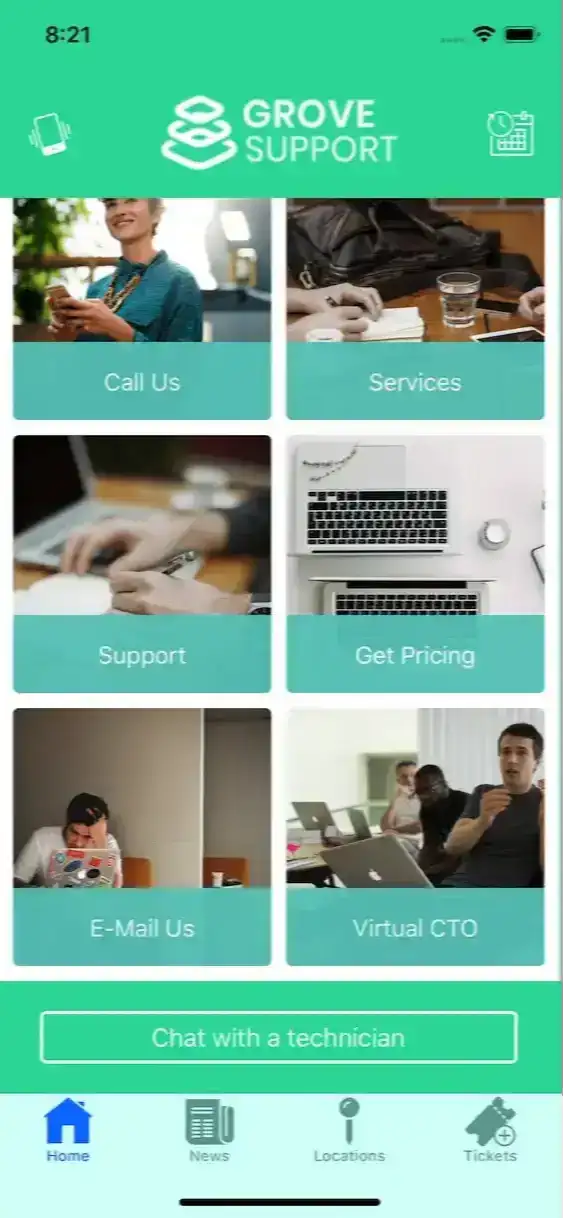 8:21
GROVE
SUPPORT
Call Us
Services
Support
Get Pricing
E-Mail Us
Virtual CTO
Chat with a technician
Home
News
Locations
Tickets